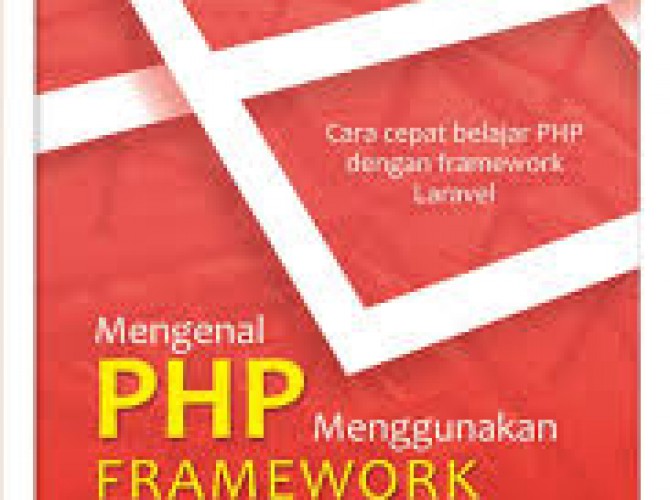 Cara cepat belajar PHP
dengan framework
Laravel
Mengenal
PHP Menggunakan
FRAMEWORK